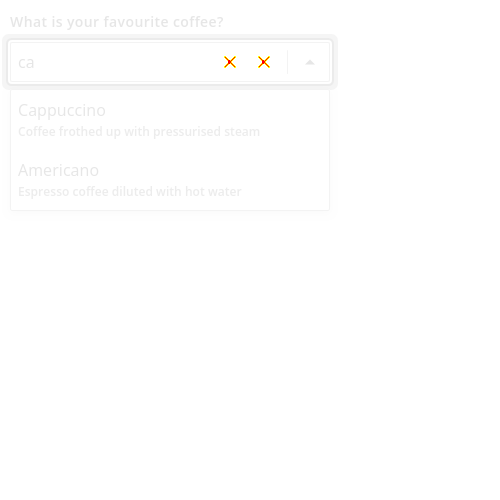 What is your favourite coffee?
ca
Cappuccino
Coffee frothed up with pressurised steam
Americano
Espresso coffee diluted with hot water